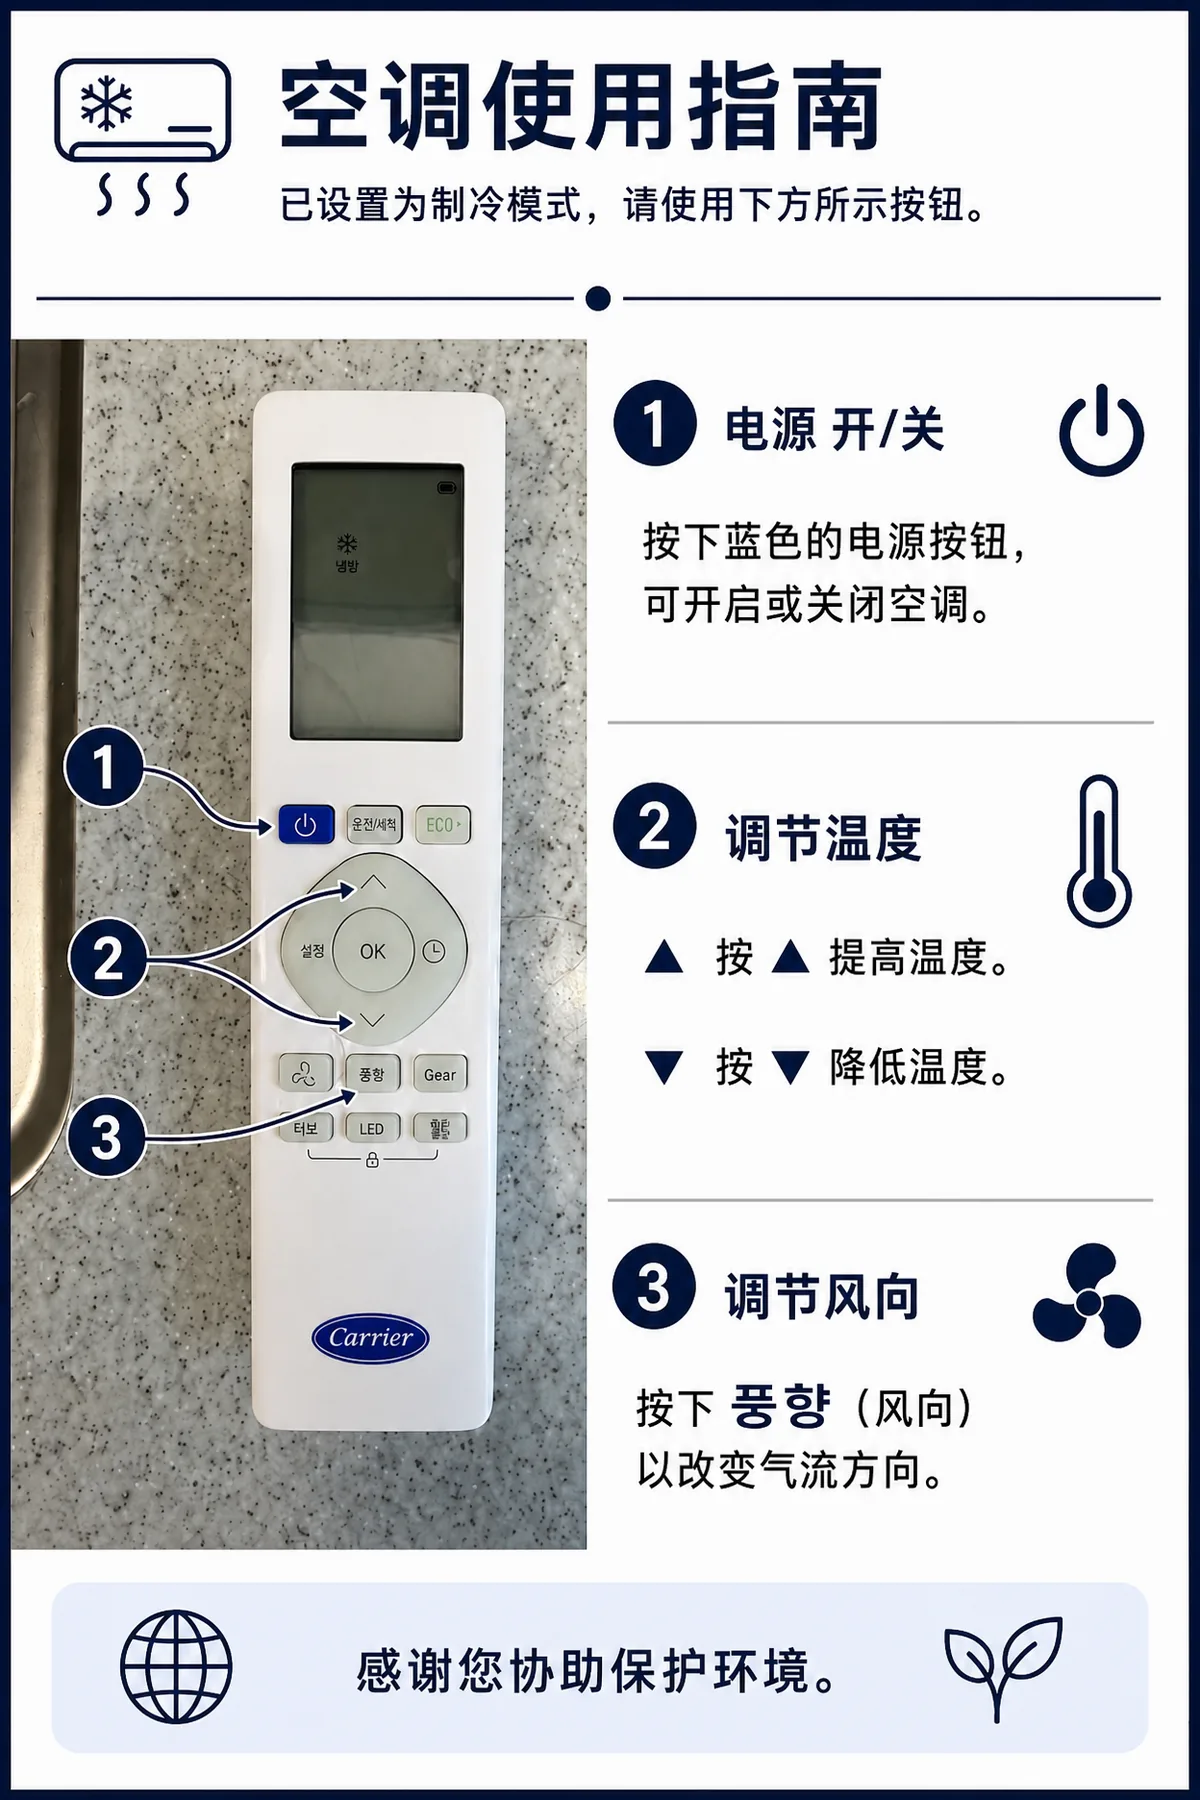 空调使用指南
已设置为制冷模式，请使用下方所示按钮。
냉방
1
운전/세척
ECO
2
설정
OK
풍향
Gear
3
터보
LED
Carrier
1 电源 开/关
按下蓝色的电源按钮，
可开启或关闭空调。
2 调节温度
▲ 按 ▲ 提高温度。
▼ 按 ▼ 降低温度。
3 调节风向
按下 풍향（风向）
以改变气流方向。
感谢您协助保护环境。